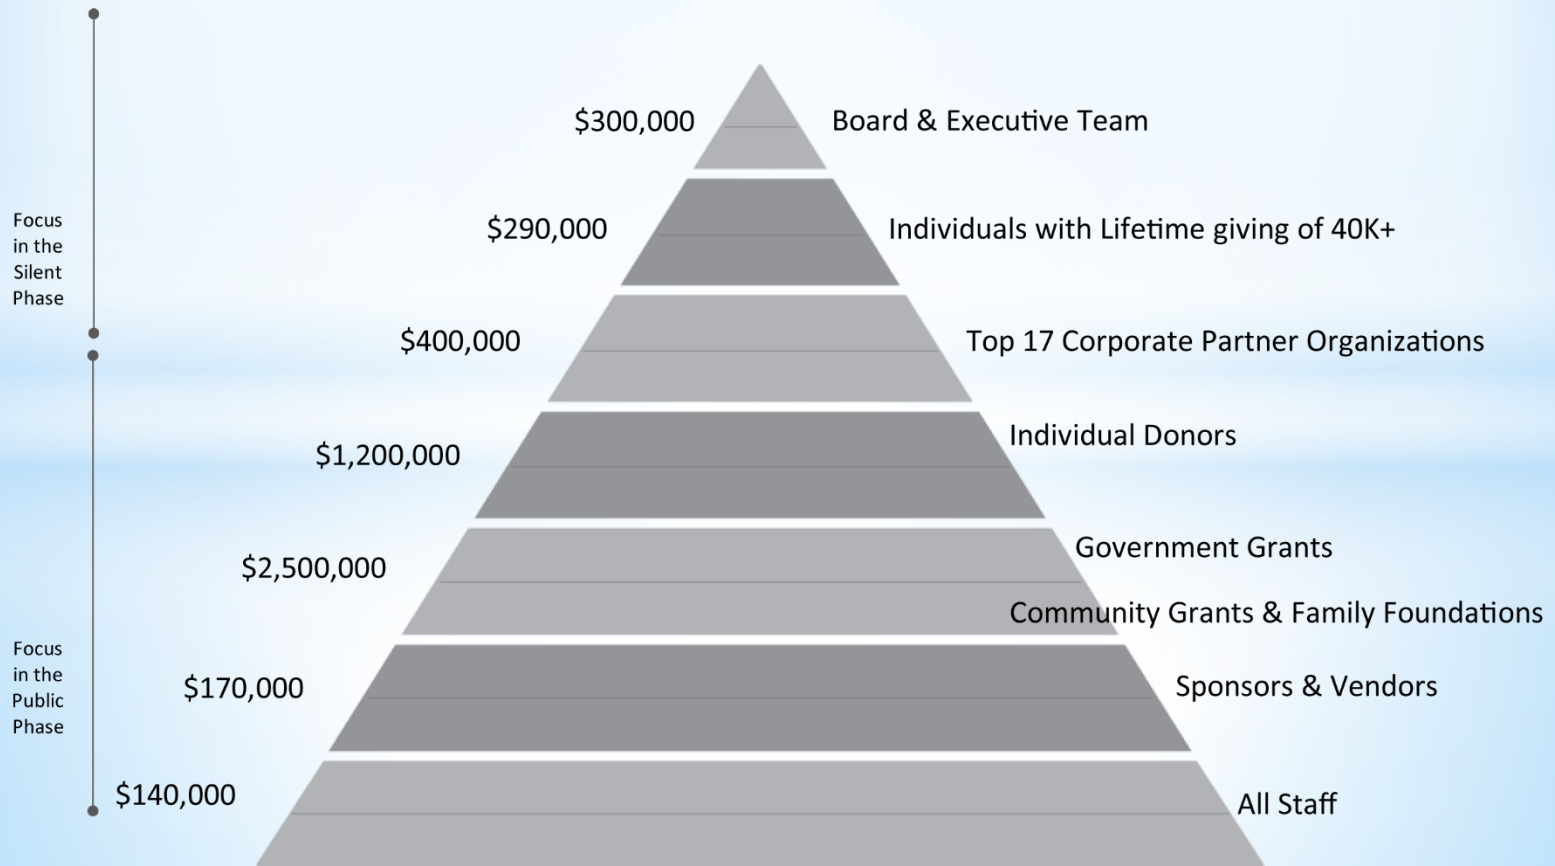 $300,000 Board & Executive Team
$290,000 Individuals with Lifetime giving of 40K+
Focus
in the
Silent
Phase
$400,000 Top 17 Corporate Partner Organizations
$1,200,000 Individual Donors
$2,500,000 Government Grants
Community Grants & Family Foundations
Focus
in the
Public
Phase
$170,000 Sponsors & Vendors
$140,000 All Staff